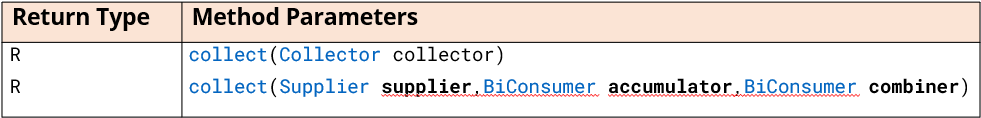 Return Type Method Parameters
R collect(Collector collector)
R collect(Supplier supplier,BiConsumer accumulator,BiConsumer combiner)